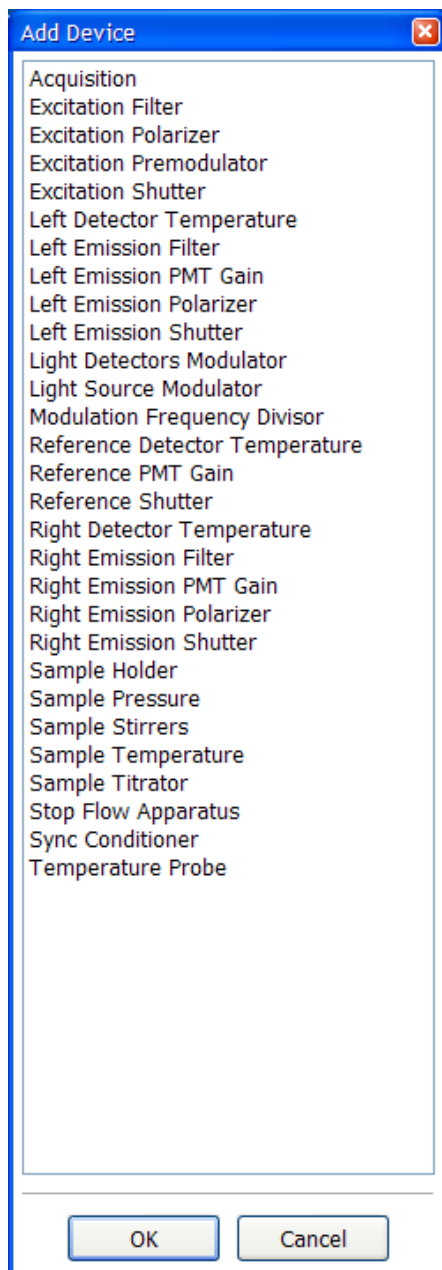 Add Device
Acquisition
Excitation Filter
Excitation Polarizer
Excitation Premodulator
Excitation Shutter
Left Detector Temperature
Left Emission Filter
Left Emission PMT Gain
Left Emission Polarizer
Left Emission Shutter
Light Detectors Modulator
Light Source Modulator
Modulation Frequency Divisor
Reference Detector Temperature
Reference PMT Gain
Reference Shutter
Right Detector Temperature
Right Emission Filter
Right Emission PMT Gain
Right Emission Polarizer
Right Emission Shutter
Sample Holder
Sample Pressure
Sample Stirrers
Sample Temperature
Sample Titrator
Stop Flow Apparatus
Sync Conditioner
Temperature Probe
OK Cancel